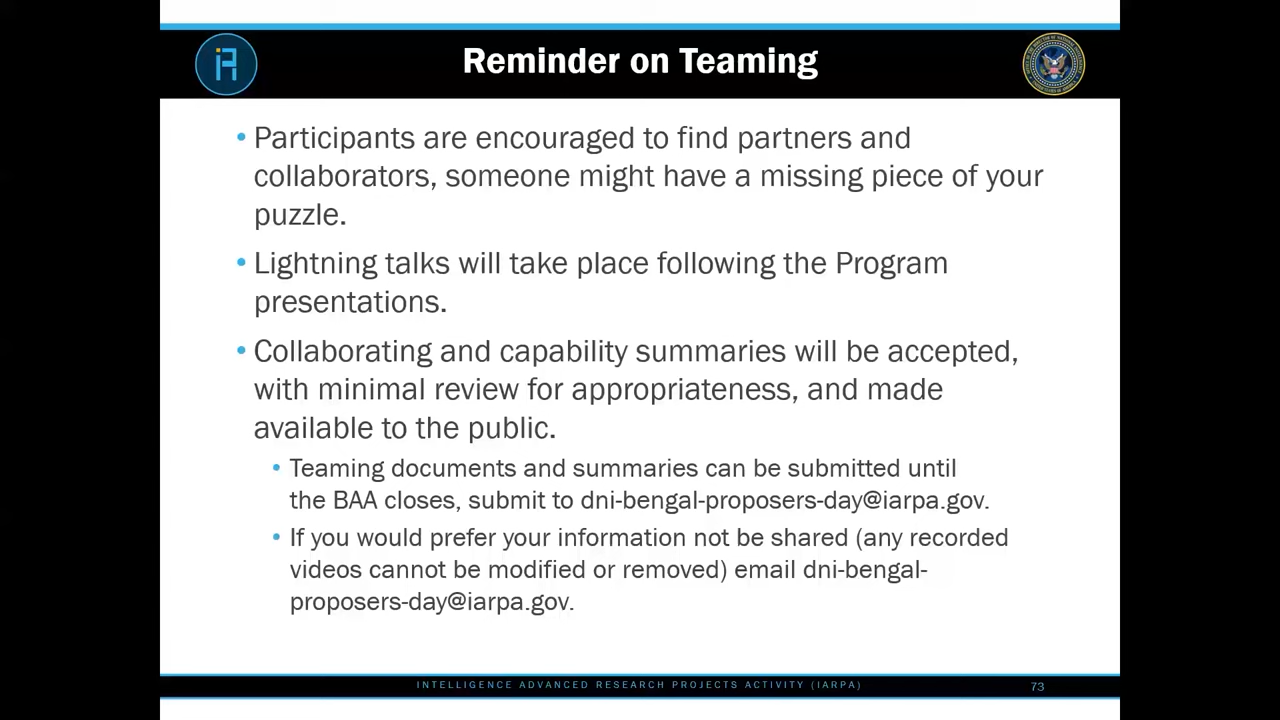 Reminder on Teaming
• Participants are encouraged to find partners and
collaborators, someone might have a missing piece of your
puzzle.
• Lightning talks will take place following the Program
presentations.
• Collaborating and capability summaries will be accepted,
with minimal review for appropriateness, and made
available to the public.
• Teaming documents and summaries can be submitted until
the BAA closes, submit to dni-bengal-proposers-day@iarpa.gov.
• If you would prefer your information not be shared (any recorded
videos cannot be modified or removed) email dni-bengal-
proposers-day@iarpa.gov.
INTELLIGENCE ADVANCED RESEARCH PROJECTS ACTIVITY (IARPA)
73